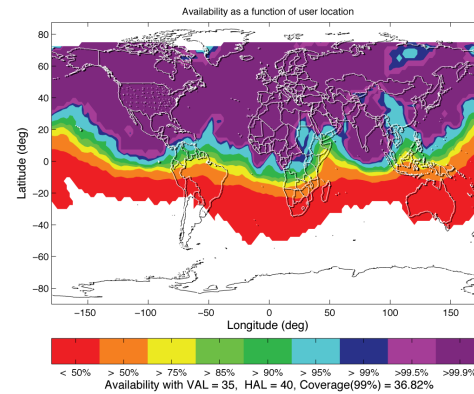 Availability as a function of user location
80
60
40
20
0
−20
−40
−60
−80
Latitude (deg)
−150 −100 −50 0 50 100 150
Longitude (deg)
< 50% > 50% > 75% > 85% > 90% > 95% > 99% >99.5% >99.9%
Availability with VAL = 35, HAL = 40, Coverage(99%) = 36.82%